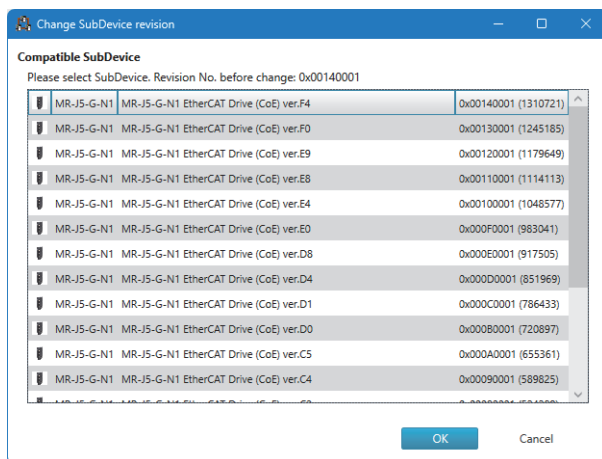 Change SubDevice revision
Compatible SubDevice
Please select SubDevice. Revision No. before change: 0x00140001
MR-J5-G-N1 MR-J5-G-N1 EtherCAT Drive (CoE) ver.F4 0x00140001 (1310721)
MR-J5-G-N1 MR-J5-G-N1 EtherCAT Drive (CoE) ver.F0 0x00130001 (1245185)
MR-J5-G-N1 MR-J5-G-N1 EtherCAT Drive (CoE) ver.E9 0x00120001 (1179649)
MR-J5-G-N1 MR-J5-G-N1 EtherCAT Drive (CoE) ver.E8 0x00110001 (1114113)
MR-J5-G-N1 MR-J5-G-N1 EtherCAT Drive (CoE) ver.E4 0x00100001 (1048577)
MR-J5-G-N1 MR-J5-G-N1 EtherCAT Drive (CoE) ver.E0 0x000F0001 (983041)
MR-J5-G-N1 MR-J5-G-N1 EtherCAT Drive (CoE) ver.D8 0x000E0001 (917505)
MR-J5-G-N1 MR-J5-G-N1 EtherCAT Drive (CoE) ver.D4 0x000D0001 (851969)
MR-J5-G-N1 MR-J5-G-N1 EtherCAT Drive (CoE) ver.D1 0x000C0001 (786433)
MR-J5-G-N1 MR-J5-G-N1 EtherCAT Drive (CoE) ver.D0 0x000B0001 (720897)
MR-J5-G-N1 MR-J5-G-N1 EtherCAT Drive (CoE) ver.C5 0x000A0001 (655361)
MR-J5-G-N1 MR-J5-G-N1 EtherCAT Drive (CoE) ver.C4 0x00090001 (589825)
OK Cancel